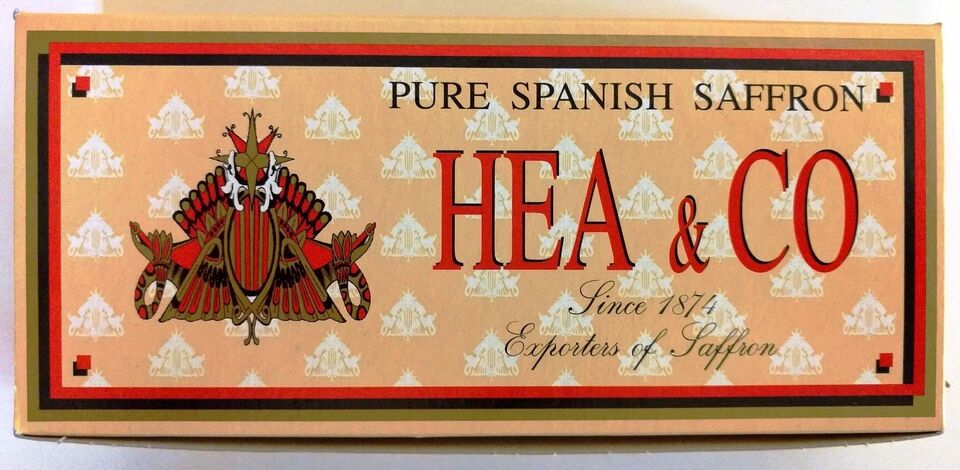 PURE SPANISH SAFFRON
HEA & CO
Since 1874
Exporters of Saffron